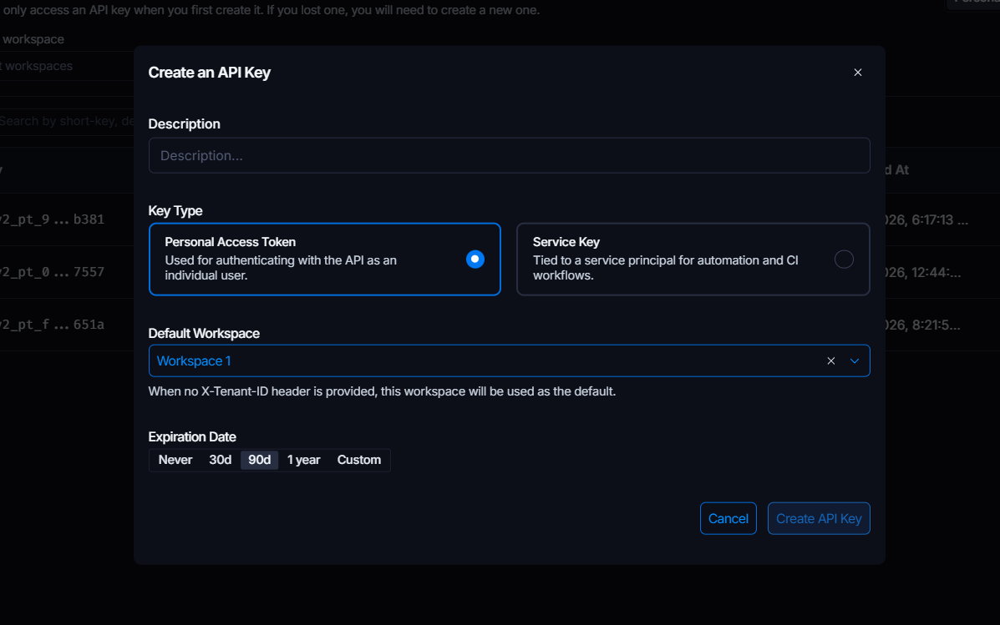 only access an API key when you first create it. If you lost one, you will need to create a new one.
workspace
workspaces
Create an API Key
Description
Description...
Search by short-key,
Key Type
At
Personal Access Token
Used for authenticating with the API as an
individual user.
Service Key
Tied to a service principal for automation and CI
workflows.
v2_pt_9 ... b381
026, 6:17:13 ...
v2_pt_0 ... 7557
026, 12:44:...
v2_pt_f ... 651a
026, 8:21:5...
Default Workspace
Workspace 1
When no X-Tenant-ID header is provided, this workspace will be used as the default.
Expiration Date
Never 30d 90d 1 year Custom
Cancel Create API Key